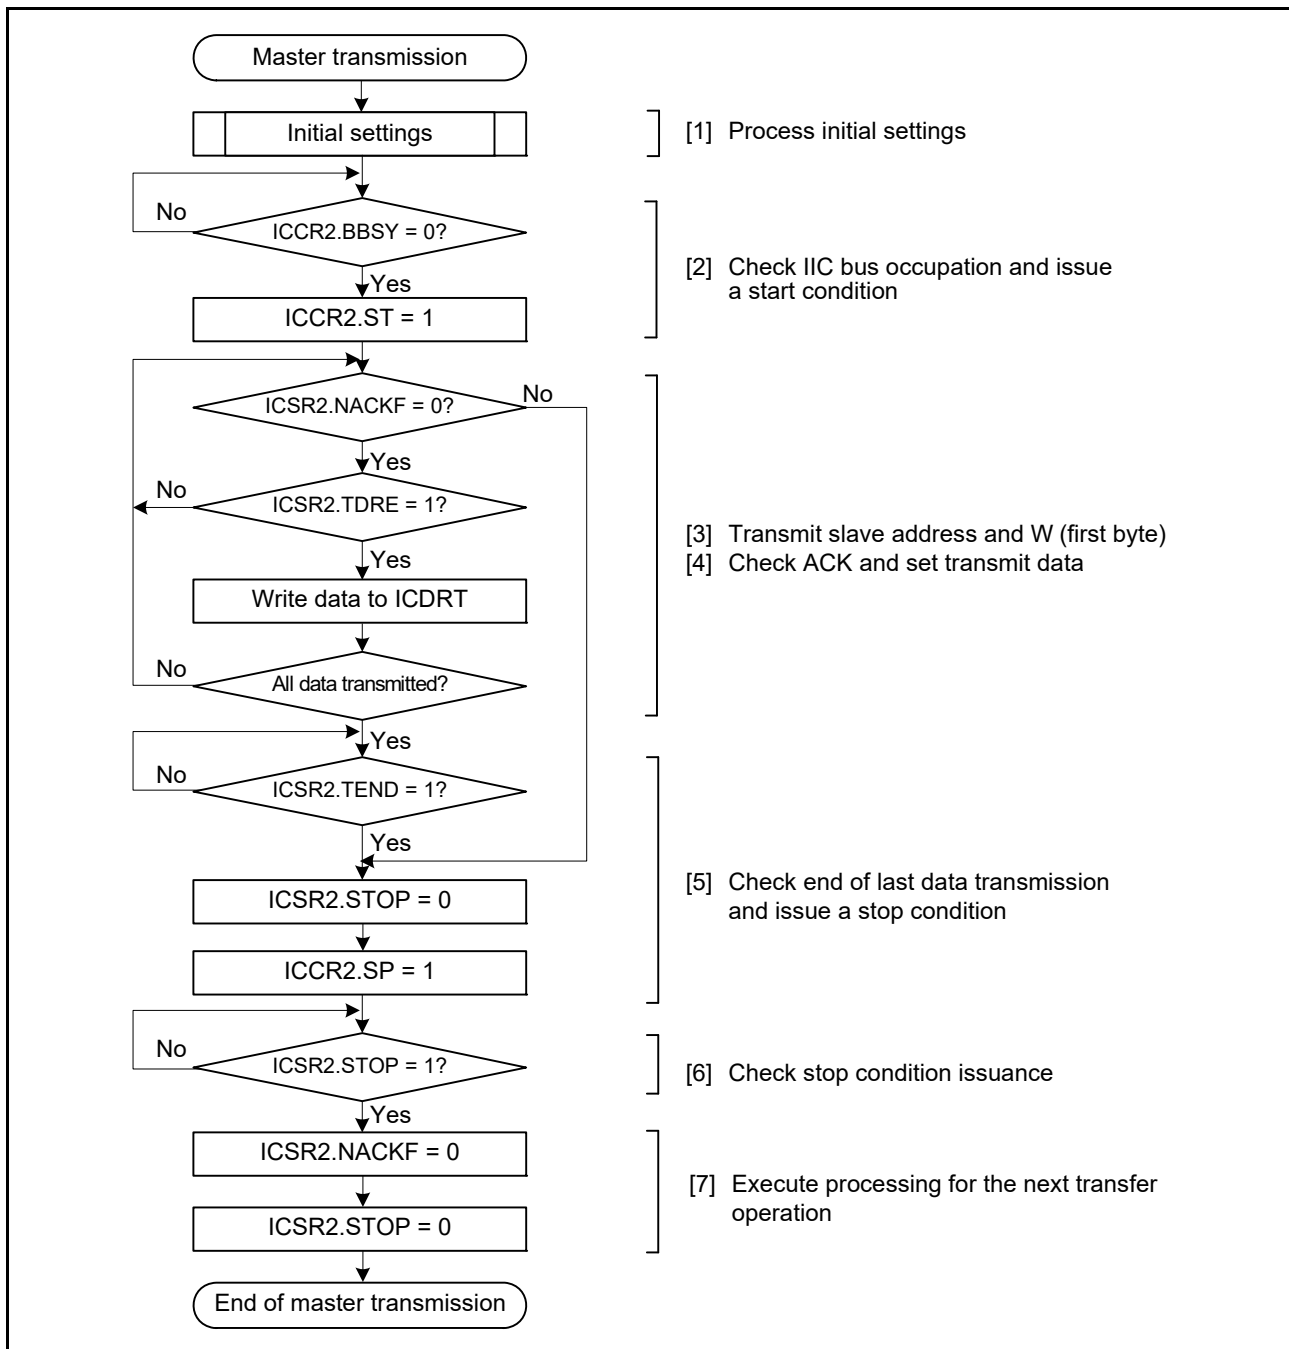 Master transmission
Initial settings
[1] Process initial settings
No
ICCR2.BBSY = 0?
Yes
[2] Check IIC bus occupation and issue
a start condition
ICCR2.ST = 1
ICSR2.NACKF = 0?
No
Yes
No
ICSR2.TDRE = 1?
Yes
[3] Transmit slave address and W (first byte)
[4] Check ACK and set transmit data
Write data to ICDRT
No
All data transmitted?
Yes
No
ICSR2.TEND = 1?
Yes
[5] Check end of last data transmission
and issue a stop condition
ICSR2.STOP = 0
ICCR2.SP = 1
No
ICSR2.STOP = 1?
[6] Check stop condition issuance
Yes
ICSR2.NACKF = 0
[7] Execute processing for the next transfer
operation
ICSR2.STOP = 0
End of master transmission